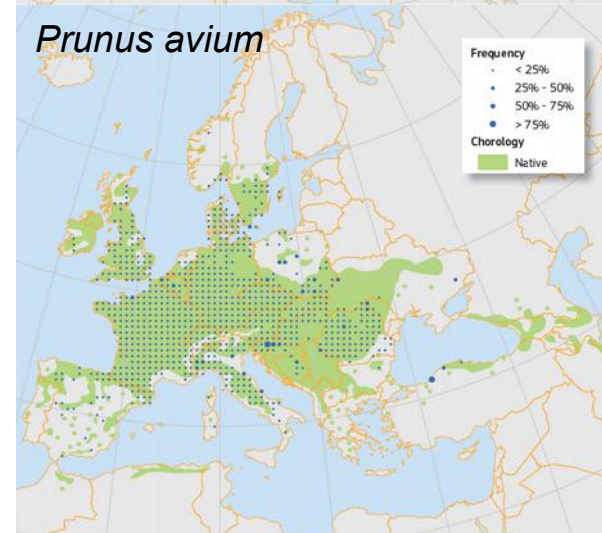 Prunus avium
Frequency
< 25%
25% - 50%
50% - 75%
> 75%
Chorology
Native